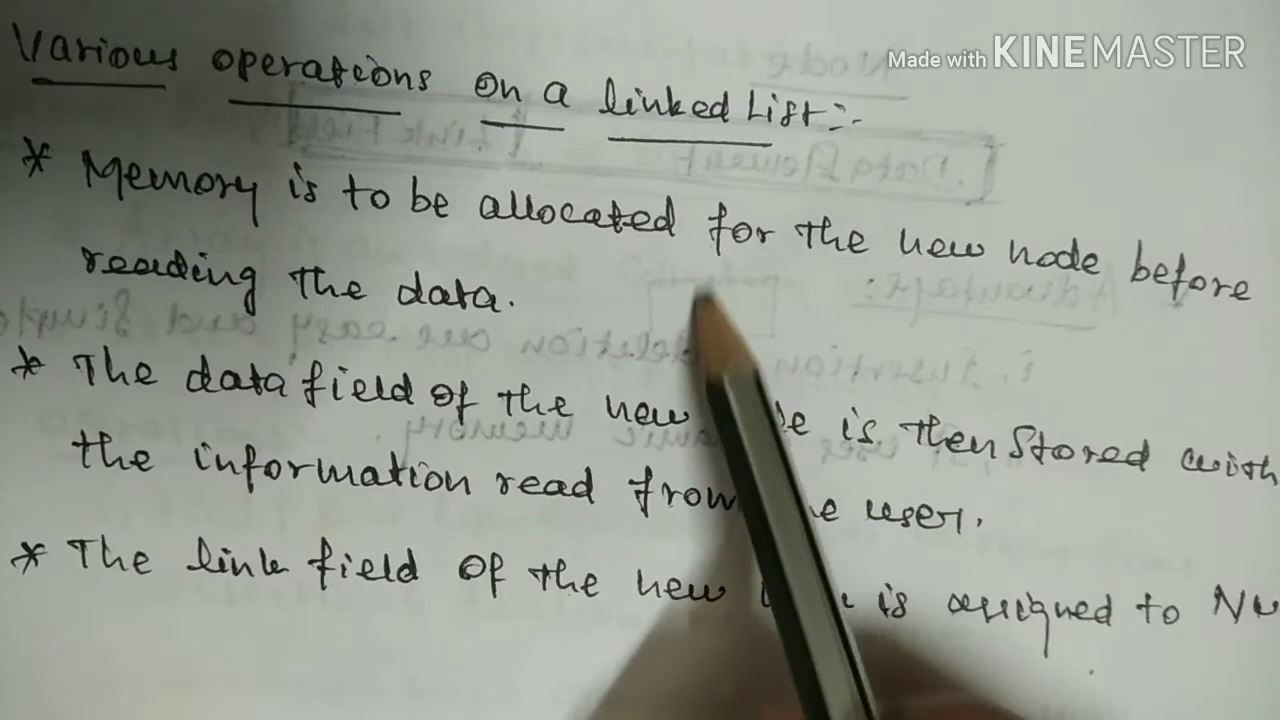 Made with KINEMASTER
Various operations on a linked List:-
* Memory is to be allocated for the new node before
reading the data.
* The data field of the new is then Stored with
the information read from the user.
* The link field of the new is assigned to